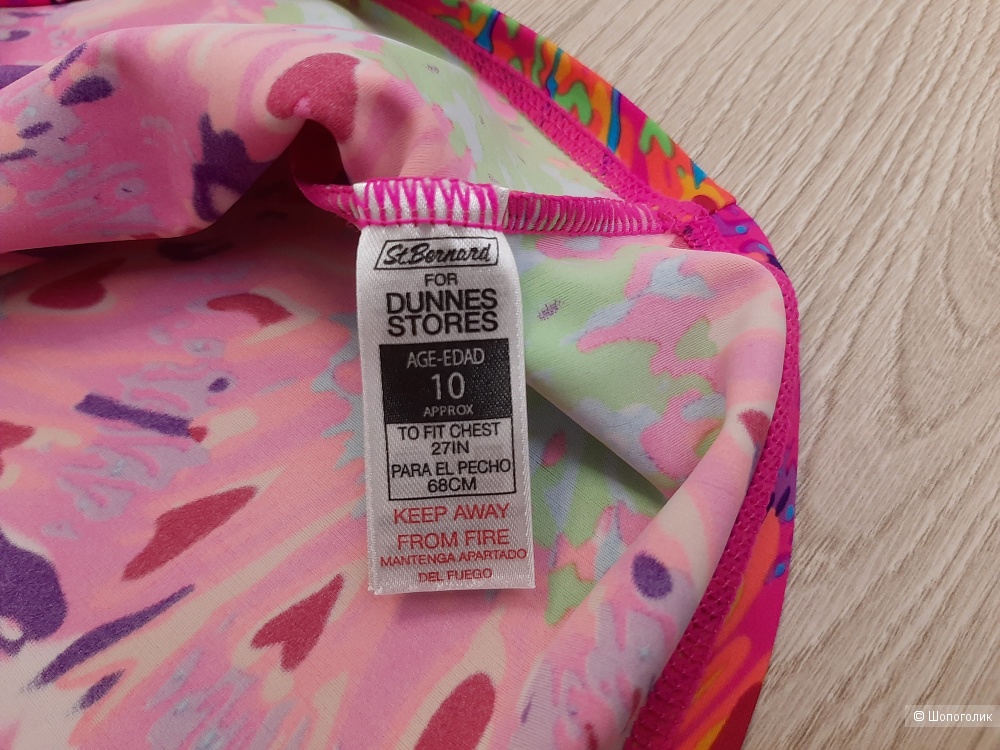 St.Bernard
FOR
DUNNES
STORES
AGE-EDAD
10
APPROX
TO FIT CHEST
27IN
PARA EL PECHO
68CM
KEEP AWAY
FROM FIRE
MANTENGA APARTADO
DEL FUEGO
© Шопоголик